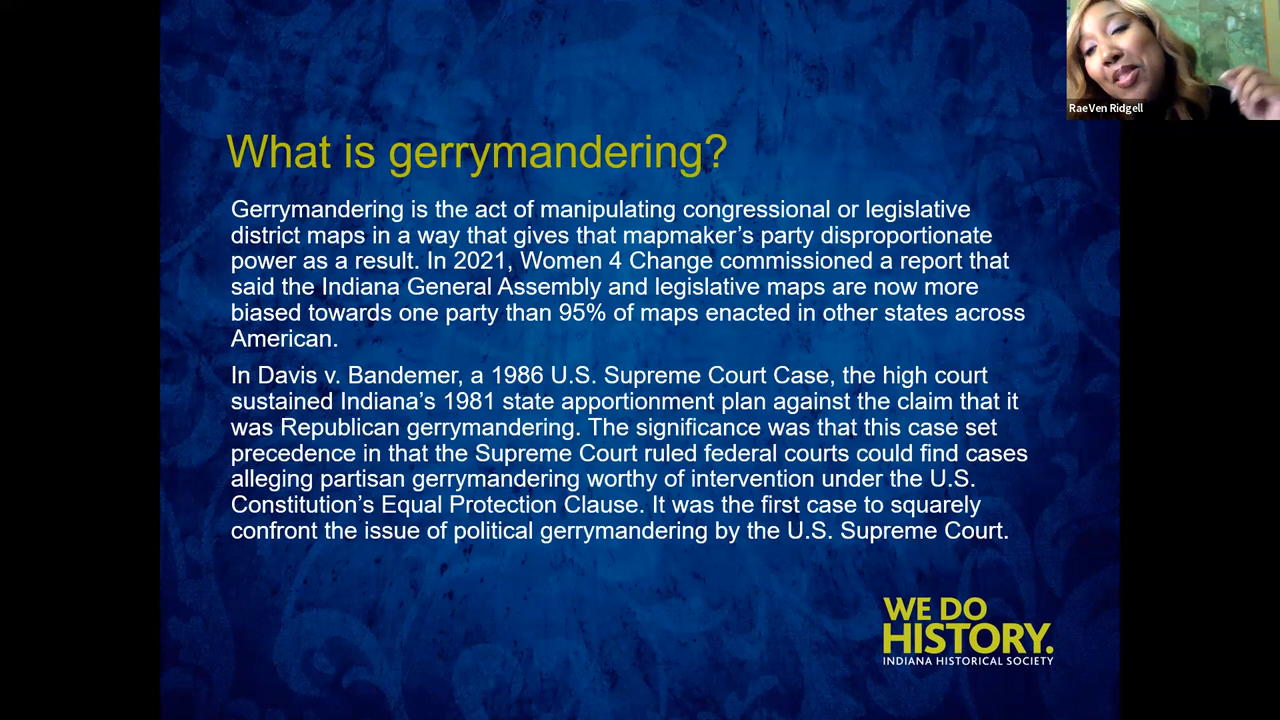 RaeVen Ridgell
What is gerrymandering?
Gerrymandering is the act of manipulating congressional or legislative
district maps in a way that gives that mapmaker’s party disproportionate
power as a result. In 2021, Women 4 Change commissioned a report that
said the Indiana General Assembly and legislative maps are now more
biased towards one party than 95% of maps enacted in other states across
American.
In Davis v. Bandemer, a 1986 U.S. Supreme Court Case, the high court
sustained Indiana’s 1981 state apportionment plan against the claim that it
was Republican gerrymandering. The significance was that this case set
precedence in that the Supreme Court ruled federal courts could find cases
alleging partisan gerrymandering worthy of intervention under the U.S.
Constitution’s Equal Protection Clause. It was the first case to squarely
confront the issue of political gerrymandering by the U.S. Supreme Court.
WE DO
HISTORY.
INDIANA HISTORICAL SOCIETY